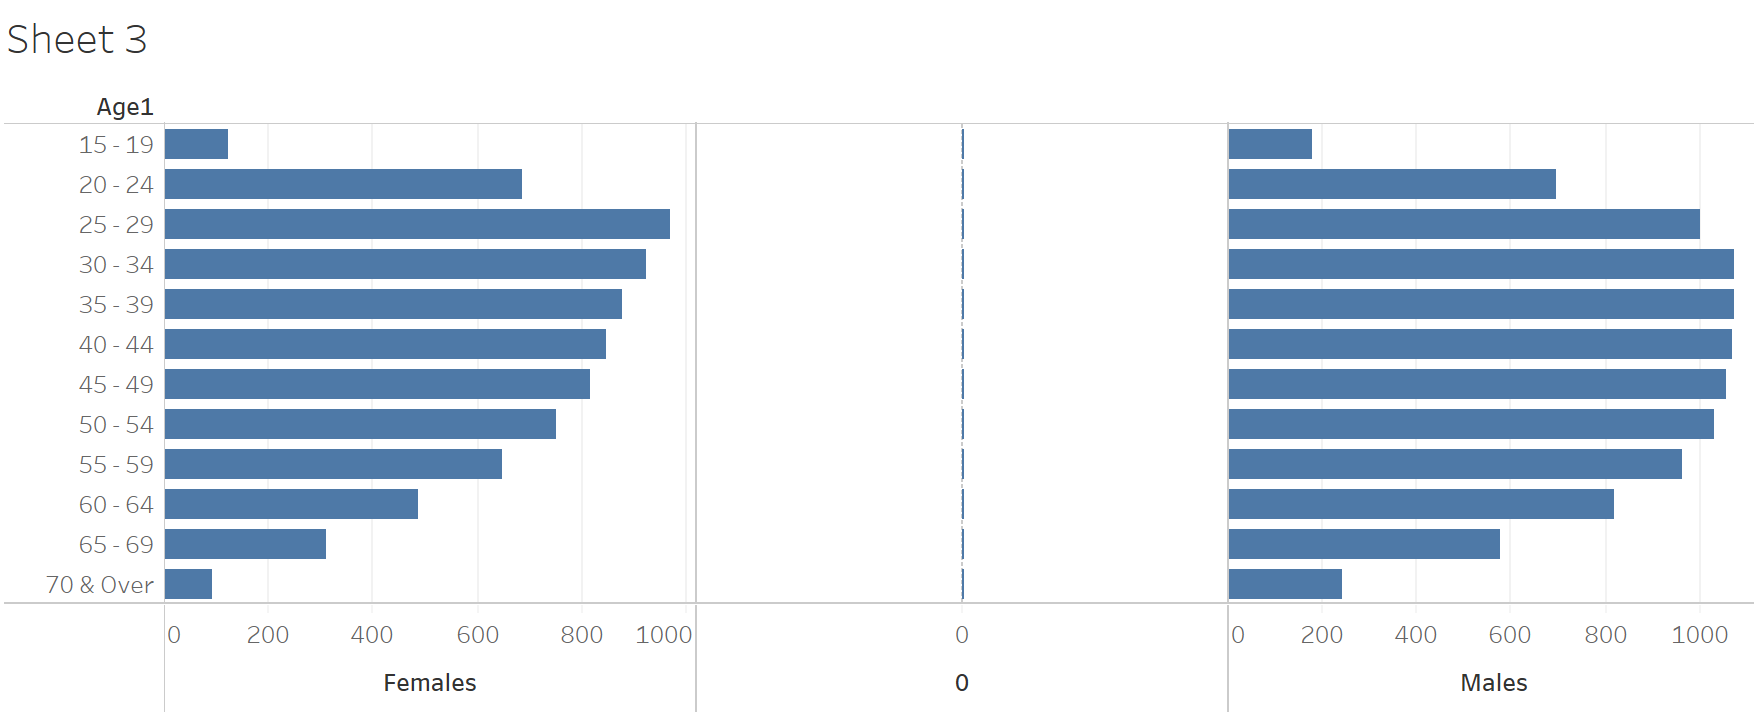 Sheet 3
Age1
15 - 19
20 - 24
25 - 29
30 - 34
35 - 39
40 - 44
45 - 49
50 - 54
55 - 59
60 - 64
65 - 69
70 & Over
0 200 400 600 800 1000 0 0 200 400 600 800 1000
Females 0 Males